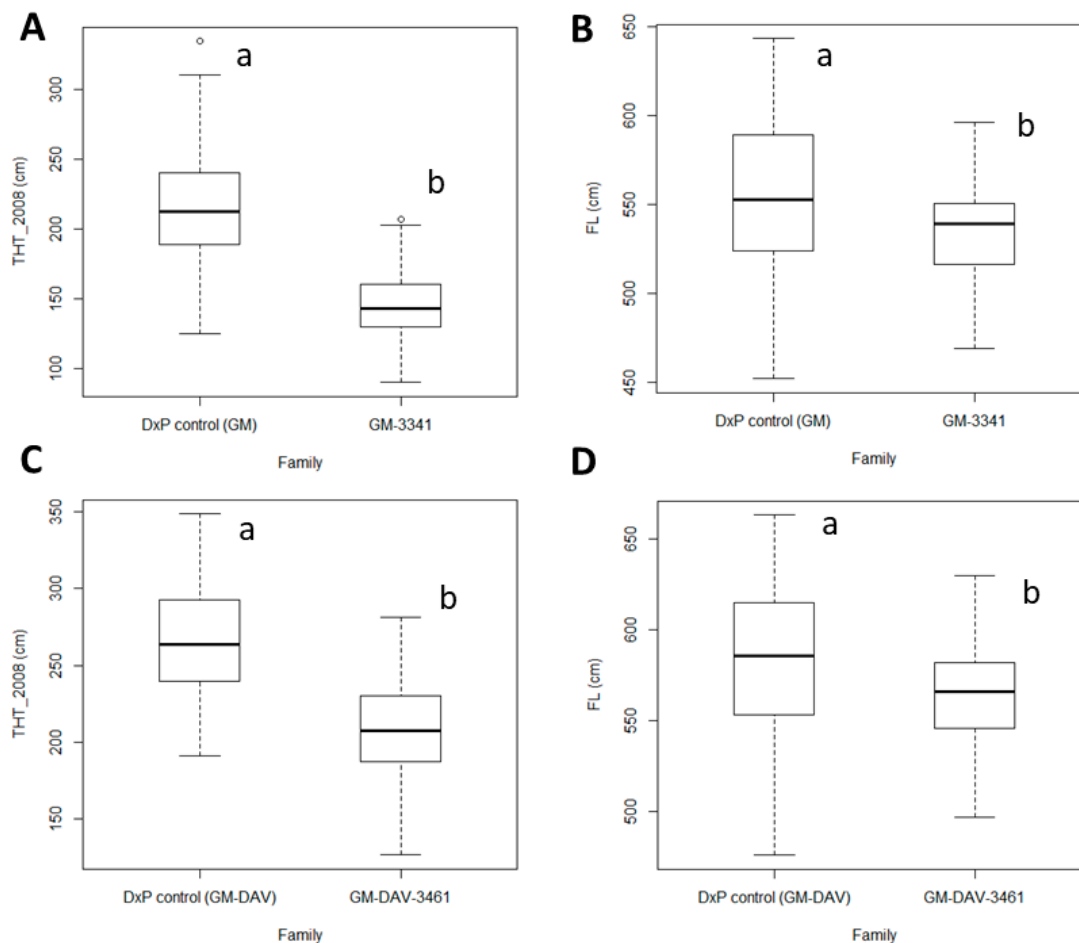 A
THT_2008 (cm)
300
250
200
150
100
a
b
DxP control (GM) GM-3341
Family
B
FL (cm)
650
600
550
500
450
a
b
DxP control (GM) GM-3341
Family
C
THT_2008 (cm)
350
300
250
200
150
a
b
DxP control (GM-DAV) GM-DAV-3461
Family
D
FL (cm)
650
600
550
500
a
b
DxP control (GM-DAV) GM-DAV-3461
Family